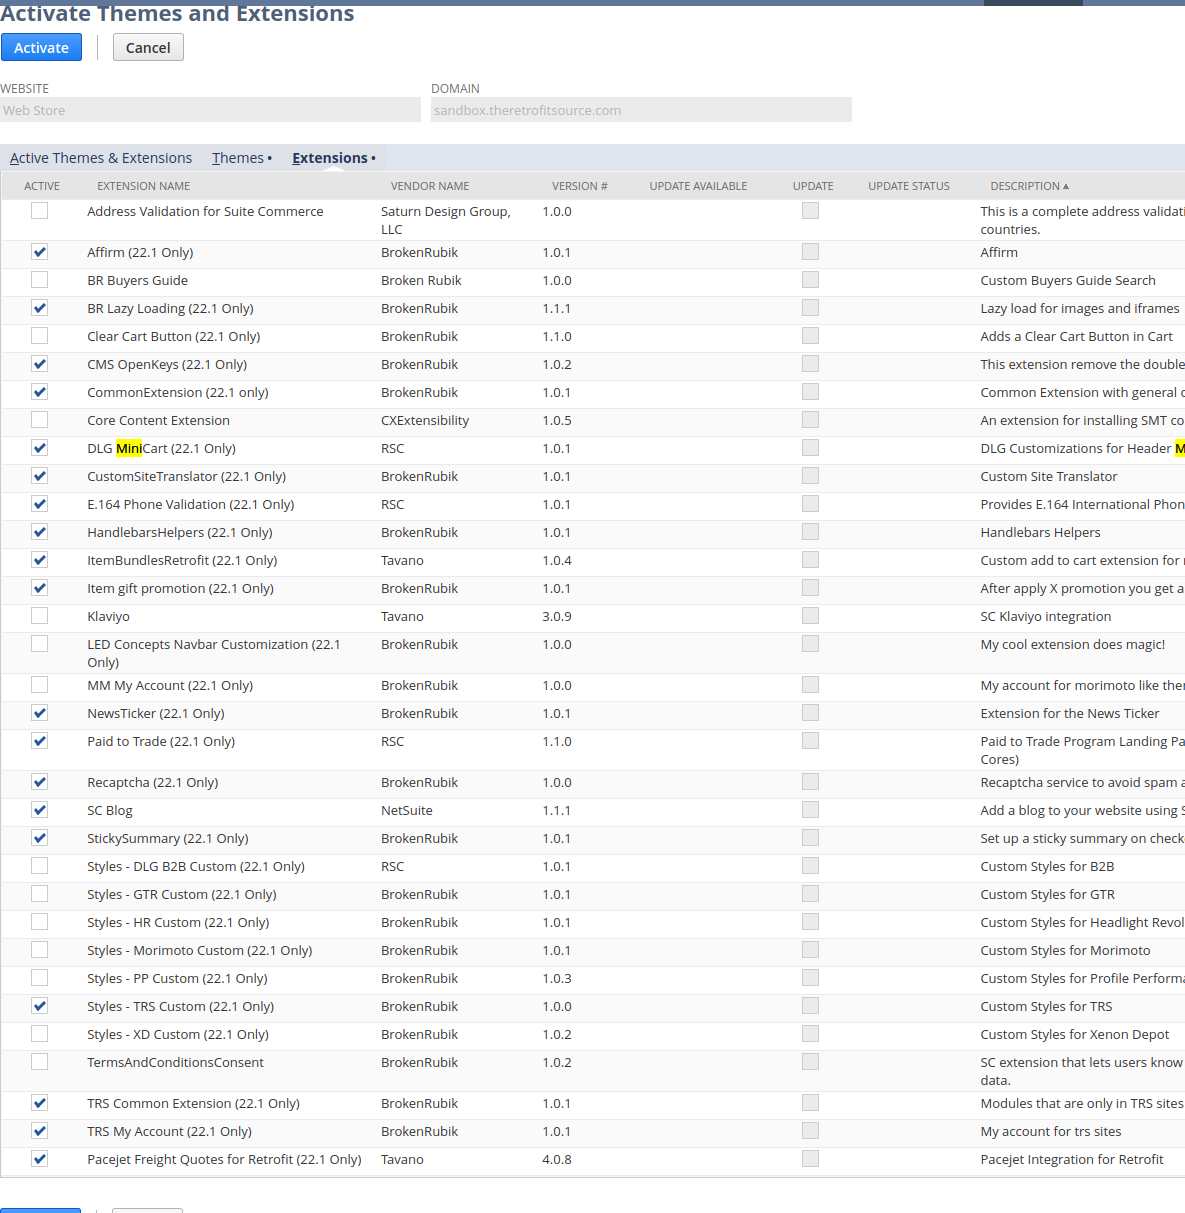 Activate Themes and Extensions
Activate Cancel
WEBSITE DOMAIN
Web Store sandbox.theretrofitsource.com
Active Themes & Extensions Themes • Extensions •
ACTIVE EXTENSION NAME VENDOR NAME VERSION # UPDATE AVAILABLE UPDATE UPDATE STATUS DESCRIPTION ▲
Address Validation for Suite Commerce Saturn Design Group, 1.0.0 This is a complete address validati
LLC countries.
Affirm (22.1 Only) BrokenRubik 1.0.1 Affirm
BR Buyers Guide Broken Rubik 1.0.0 Custom Buyers Guide Search
BR Lazy Loading (22.1 Only) BrokenRubik 1.1.1 Lazy load for images and iframes
Clear Cart Button (22.1 Only) BrokenRubik 1.1.0 Adds a Clear Cart Button in Cart
CMS OpenKeys (22.1 Only) BrokenRubik 1.0.2 This extension remove the double
CommonExtension (22.1 only) BrokenRubik 1.0.1 Common Extension with general c
Core Content Extension CXExtensibility 1.0.5 An extension for installing SMT co
DLG MiniCart (22.1 Only) RSC 1.0.1 DLG Customizations for Header M
CustomSiteTranslator (22.1 Only) BrokenRubik 1.0.1 Custom Site Translator
E.164 Phone Validation (22.1 Only) RSC 1.0.1 Provides E.164 International Phon
HandlebarsHelpers (22.1 Only) BrokenRubik 1.0.1 Handlebars Helpers
ItemBundlesRetrofit (22.1 Only) Tavano 1.0.4 Custom add to cart extension for
Item gift promotion (22.1 Only) BrokenRubik 1.0.1 After apply X promotion you get a
Klaviyo Tavano 3.0.9 SC Klaviyo integration
LED Concepts Navbar Customization (22.1 BrokenRubik 1.0.0 My cool extension does magic!
Only)
MM My Account (22.1 Only) BrokenRubik 1.0.0 My account for morimoto like the
NewsTicker (22.1 Only) BrokenRubik 1.0.1 Extension for the News Ticker
Paid to Trade (22.1 Only) RSC 1.1.0 Paid to Trade Program Landing Pa
Cores)
Recaptcha (22.1 Only) BrokenRubik 1.0.0 Recaptcha service to avoid spam a
SC Blog NetSuite 1.1.1 Add a blog to your website using S
StickySummary (22.1 Only) BrokenRubik 1.0.1 Set up a sticky summary on check
Styles - DLG B2B Custom (22.1 Only) RSC 1.0.1 Custom Styles for B2B
Styles - GTR Custom (22.1 Only) BrokenRubik 1.0.1 Custom Styles for GTR
Styles - HR Custom (22.1 Only) BrokenRubik 1.0.1 Custom Styles for Headlight Revol
Styles - Morimoto Custom (22.1 Only) BrokenRubik 1.0.1 Custom Styles for Morimoto
Styles - PP Custom (22.1 Only) BrokenRubik 1.0.3 Custom Styles for Profile Performa
Styles - TRS Custom (22.1 Only) BrokenRubik 1.0.0 Custom Styles for TRS
Styles - XD Custom (22.1 Only) BrokenRubik 1.0.2 Custom Styles for Xenon Depot
TermsAndConditionsConsent BrokenRubik 1.0.2 SC extension that lets users know
data.
TRS Common Extension (22.1 Only) BrokenRubik 1.0.1 Modules that are only in TRS sites
TRS My Account (22.1 Only) BrokenRubik 1.0.1 My account for trs sites
Pacejet Freight Quotes for Retrofit (22.1 Only) Tavano 4.0.8 Pacejet Integration for Retrofit